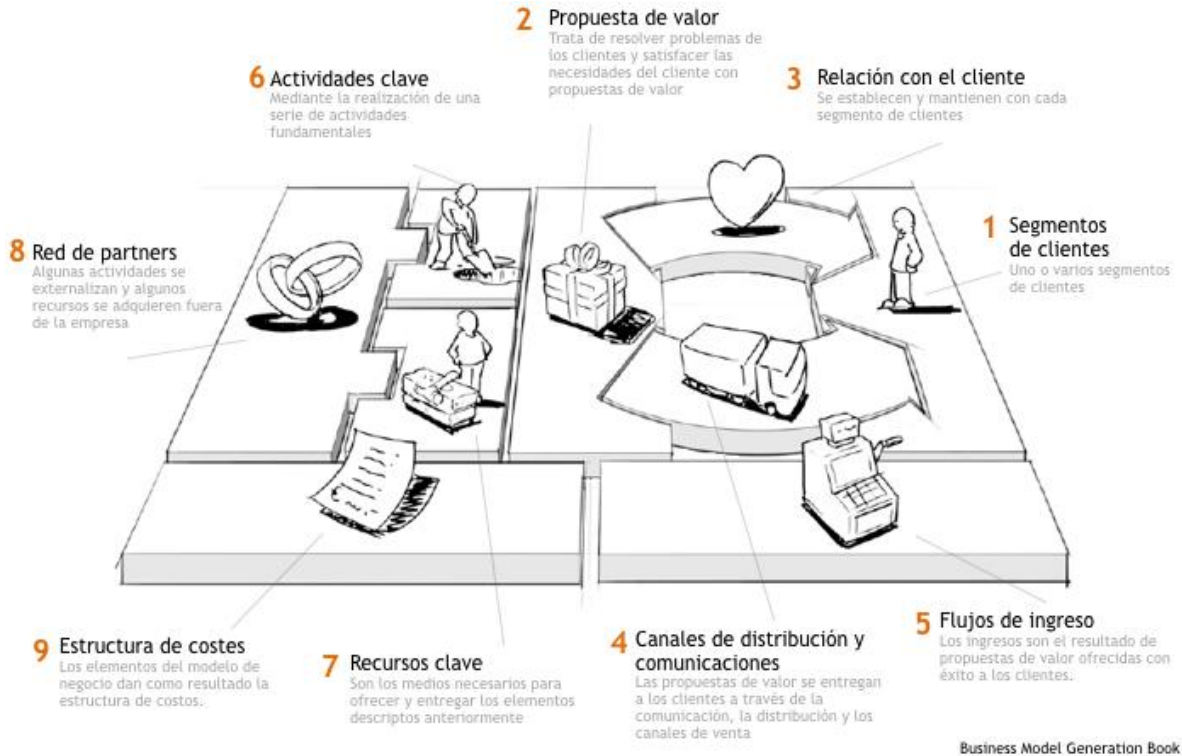 2 Propuesta de valor
Trata de resolver problemas de
los clientes y satisfacer las
necesidades del cliente con
propuestas de valor
6 Actividades clave
Mediante la realización de una
serie de actividades
fundamentales
3 Relación con el cliente
Se establecen y mantienen con cada
segmento de clientes
8 Red de partners
Algunas actividades se
externalizan y algunos
recursos se adquieren fuera
de la empresa
1 Segmentos
de clientes
Uno o varios segmentos
de clientes
9 Estructura de costes
Los elementos del modelo de
negocio dan como resultado la
estructura de costos.
7 Recursos clave
Son los medios necesarios para
ofrecer y entregar los elementos
descriptos anteriormente
4 Canales de distribución y
comunicaciones
Las propuestas de valor se entregan
a los clientes a través de la
comunicación, la distribución y los
canales de venta
5 Flujos de ingreso
Los ingresos son el resultado de
propuestas de valor ofrecidas con
éxito a los clientes.
Business Model Generation Book